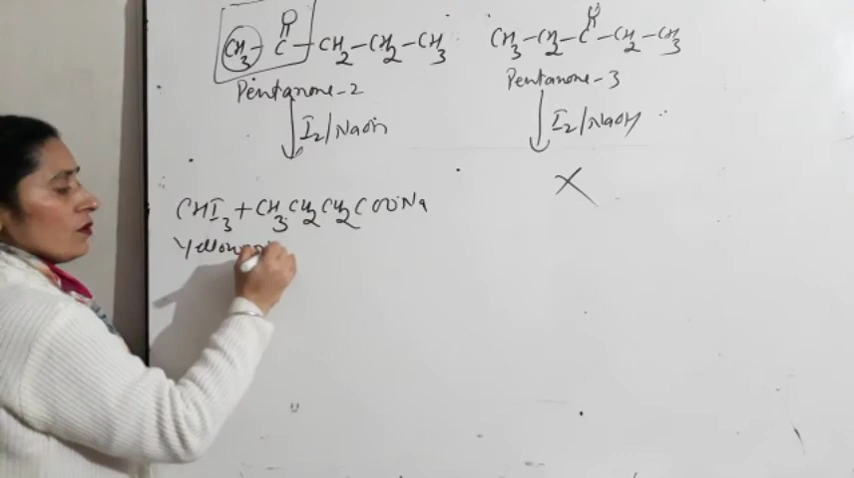 O O
CH3-C-CH2-CH2-CH3 CH3-CH2-C-CH2-CH3
Pentanone-2 Pentanone-3
I2/NaOH I2/NaOH
X
CHI3+CH3CH2CH2COONa
Yellow